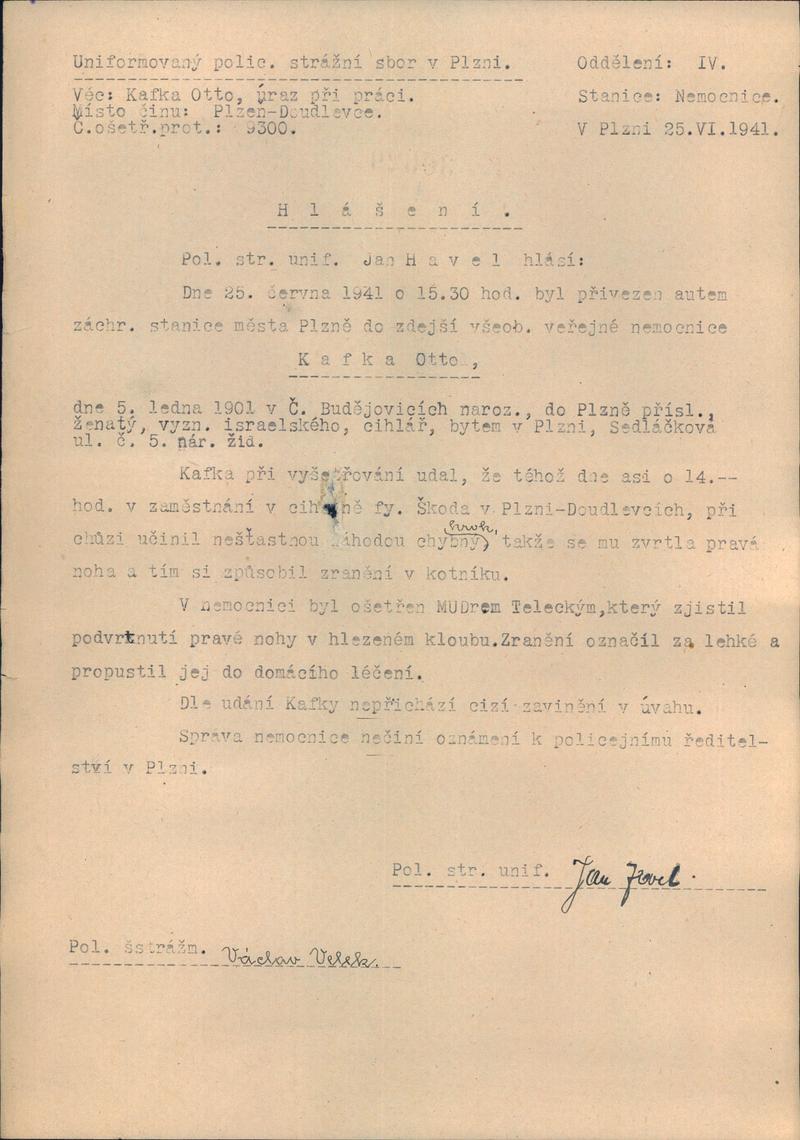 Uniformovaný polic. strážní sbor v Plzni. Oddělení: IV.
Věc: Kafka Otto, úraz při práci. Stanice: Nemocnice.
Místo činu: Plzeň-Doudlevce.
Č.ošetř.prot.: 9300. V Plzni 25.VI.1941.
H l á š e n í .
Pol. str. unif. Jan H a v e l hlásí:
Dne 25. června 1941 o 15.30 hod. byl přivezen autem
záchr. stanice města Plzně do zdejší všeob. veřejné nemocnice
K a f k a Otto ,
dne 5. ledna 1901 v Č. Budějovicích naroz., do Plzně přísl.,
ženatý, vyzn. israelského, cihlář, bytem v Plzni, Sedláčková
ul. č. 5. nár. žid.
Kafka při vyšetřování udal, že téhož dne asi o 14.--
hod. v zaměstnání v cihelně fy. Škoda v Plzni-Doudlevcích, při
krok,
chůzi učinil nešťastnou náhodou chybný) takže se mu zvrtla pravá
noha a tím si způsobil zranění v kotníku.
V nemocnici byl ošetřen MUDrem Teleckým,který zjistil
podvrtnutí pravé nohy v hlezeném kloubu.Zranění označil za lehké a
propustil jej do domácího léčení.
Dle udání Kafky nepřichází cizí zavinění v úvahu.
Správa nemocnice nečiní oznámení k policejnímu ředitel-
ství v Plzni.
Pol. str. unif. Jan Havel.
Pol. šstrážm. Václav Velek.